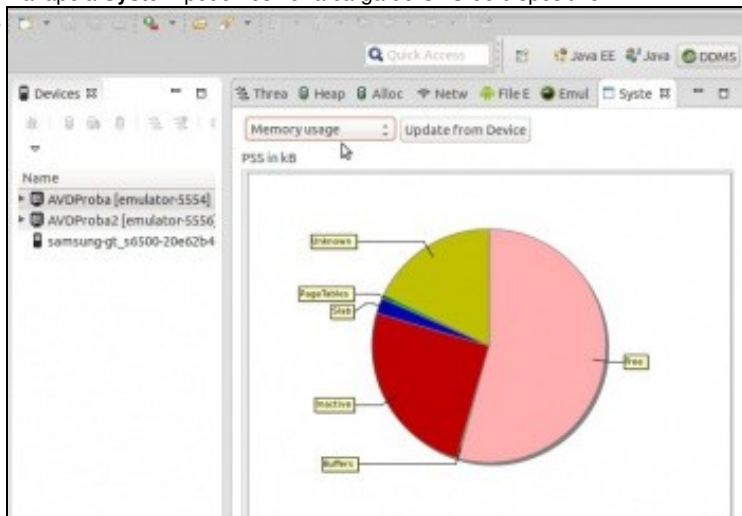 Quick Access
Java EE
Java
DDMS
Devices
Threa
Heap
Alloc
Netw
File E
Emul
Syste
Memory usage
Update from Device
PSS in kB
Name
AVDProba [emulator-5554]
AVDProba2 [emulator-5556]
samsung-gt_s6500-20e62b4
Unknown
PageTables
Slab
Free
Inactive
Buffers